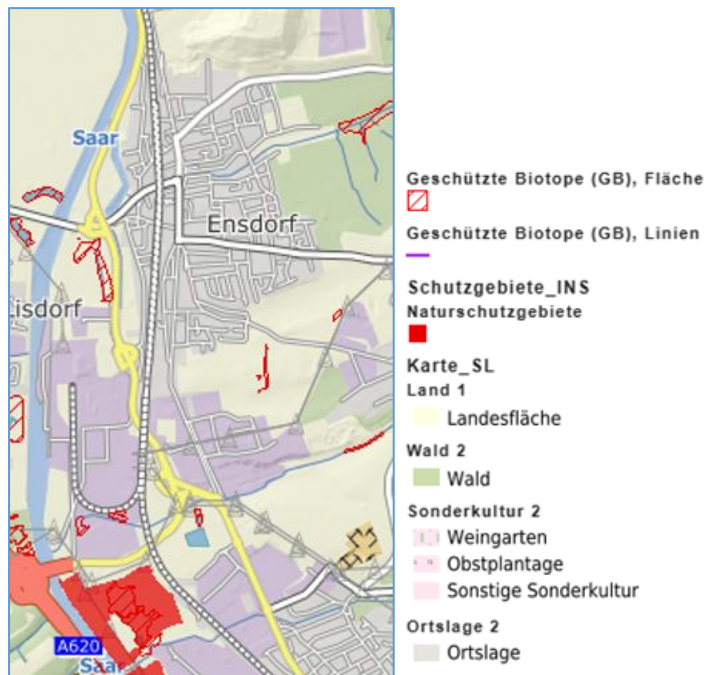 Saar
Ensdorf
Lisdorf
A620
Saar
Geschützte Biotope (GB), Fläche
Geschützte Biotope (GB), Linien
Schutzgebiete_INS
Naturschutzgebiete
Karte_SL
Land 1
Landesfläche
Wald 2
Wald
Sonderkultur 2
Weingarten
Obstplantage
Sonstige Sonderkultur
Ortslage 2
Ortslage